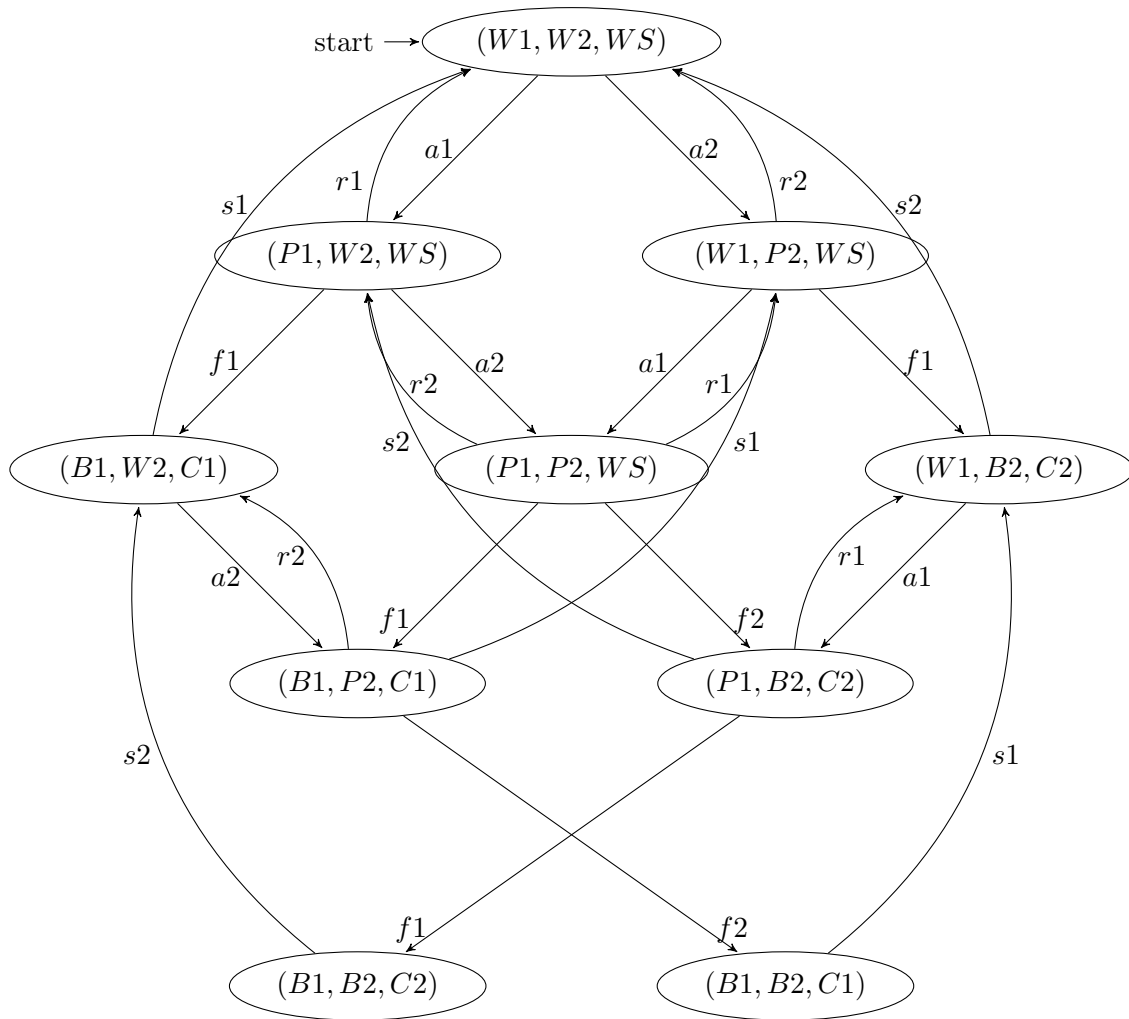 start (W1, W2, WS)
a1 a2
r1 r2
s1 s2
(P1, W2, WS) (W1, P2, WS)
f1 a2 a1 f1
r2 r1
s2 s1
(B1, W2, C1) (P1, P2, WS) (W1, B2, C2)
r2 r1
a2 a1
f1 f2
(B1, P2, C1) (P1, B2, C2)
s2 s1
f1 f2
(B1, B2, C2) (B1, B2, C1)